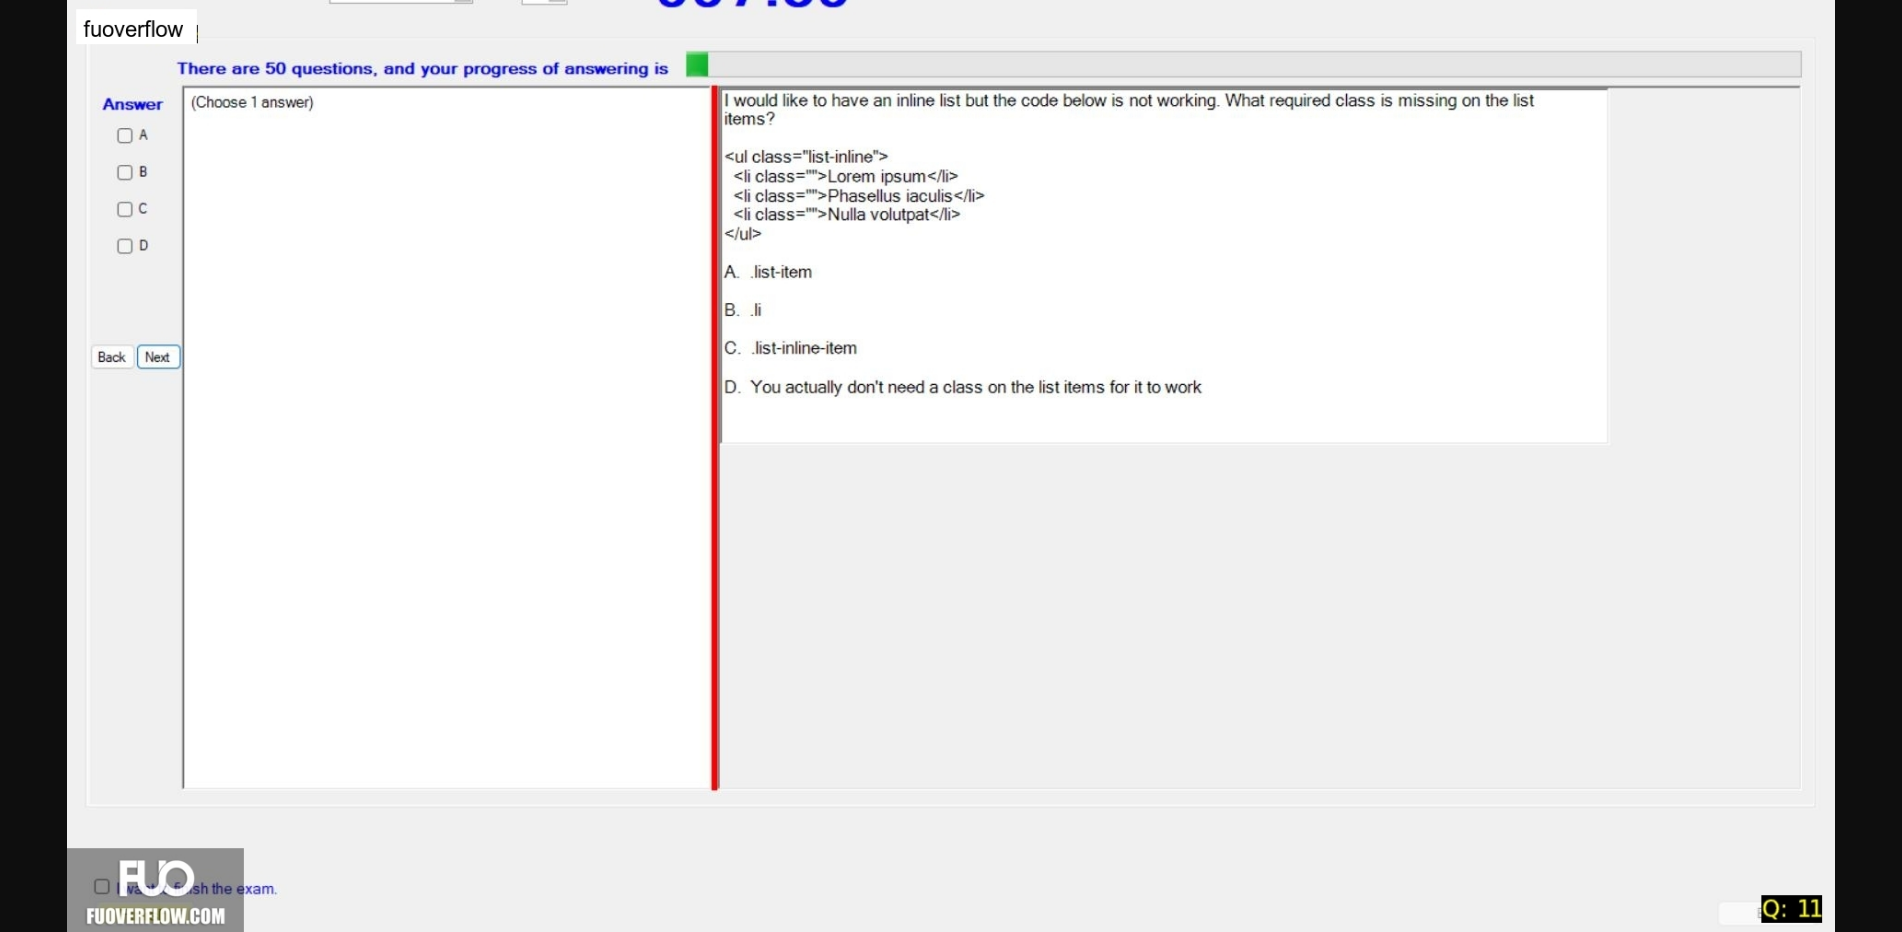 fuoverflow
There are 50 questions, and your progress of answering is
Answer
(Choose 1 answer)
A
B
C
D
Back Next
I would like to have an inline list but the code below is not working. What required class is missing on the list
items?
<ul class="list-inline">
<li class="">Lorem ipsum</li>
<li class="">Phasellus iaculis</li>
<li class="">Nulla volutpat</li>
</ul>
A. .list-item
B. .li
C. .list-inline-item
D. You actually don't need a class on the list items for it to work
FUO
the exam.
FUOVERFLOW.COM
Q: 11